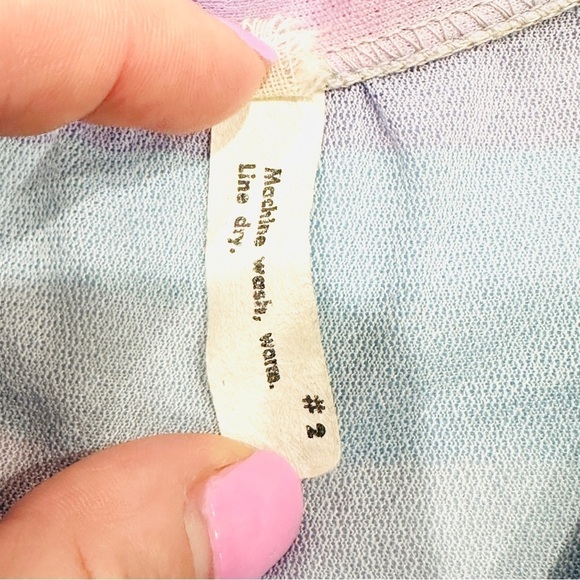 Machine wash, warm.
Line dry.
# 2